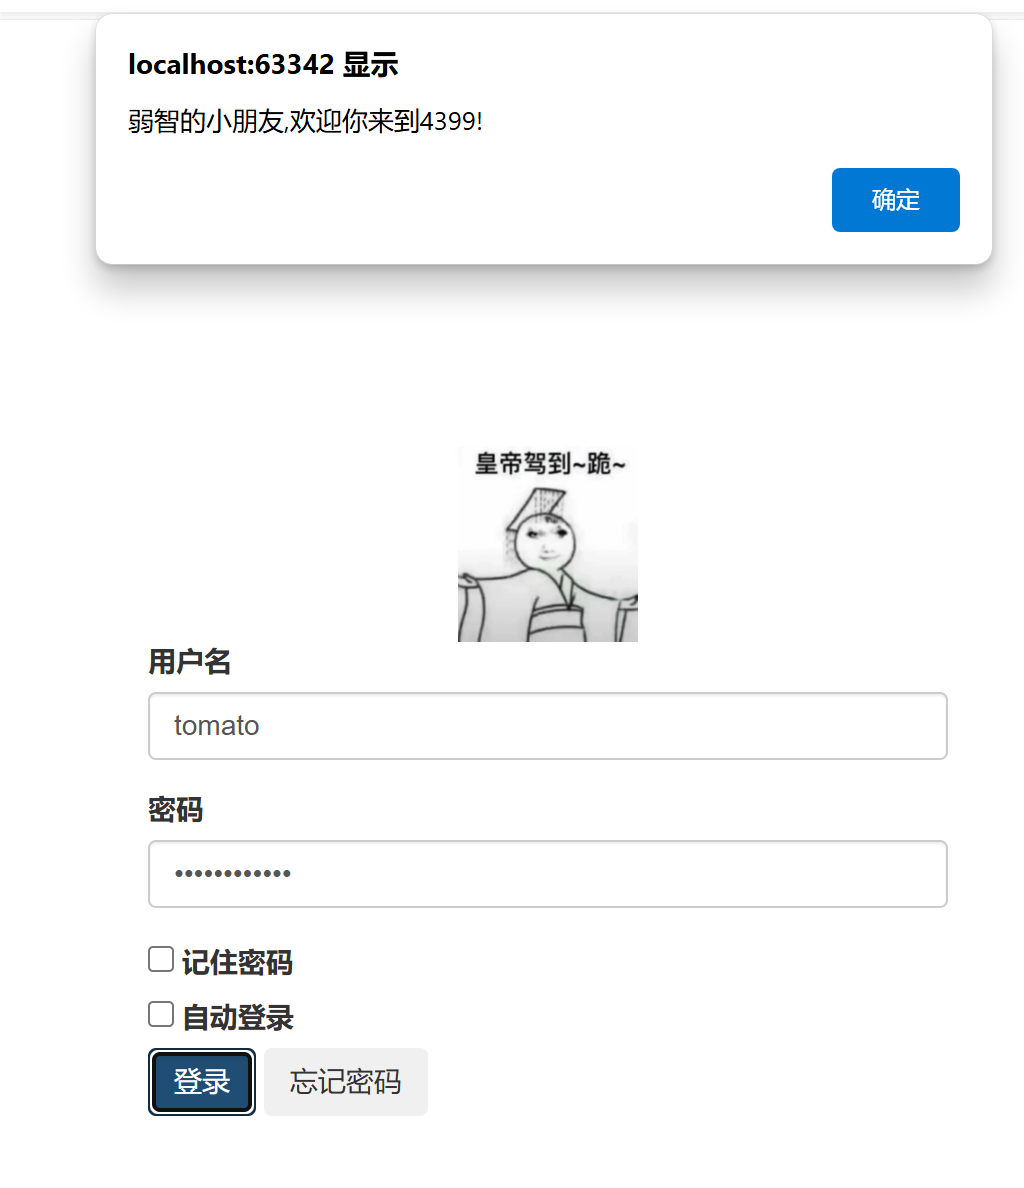 localhost:63342 显示
弱智的小朋友,欢迎你来到4399!
确定
皇帝驾到~跪~
用户名
tomato
密码
••••••••••••
记住密码
自动登录
登录 忘记密码